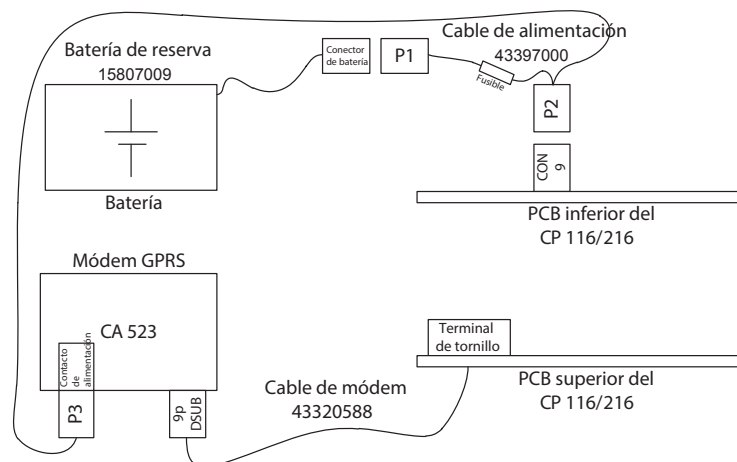 Batería de reserva
15807009
Batería
Conector
de batería
P1
Cable de alimentación
43397000
Fusible
P2
CON
9
PCB inferior del
CP 116/216
Módem GPRS
CA 523
Contacto
de
alimentación
P3
9p
DSUB
Cable de módem
43320588
Terminal
de tornillo
PCB superior del
CP 116/216